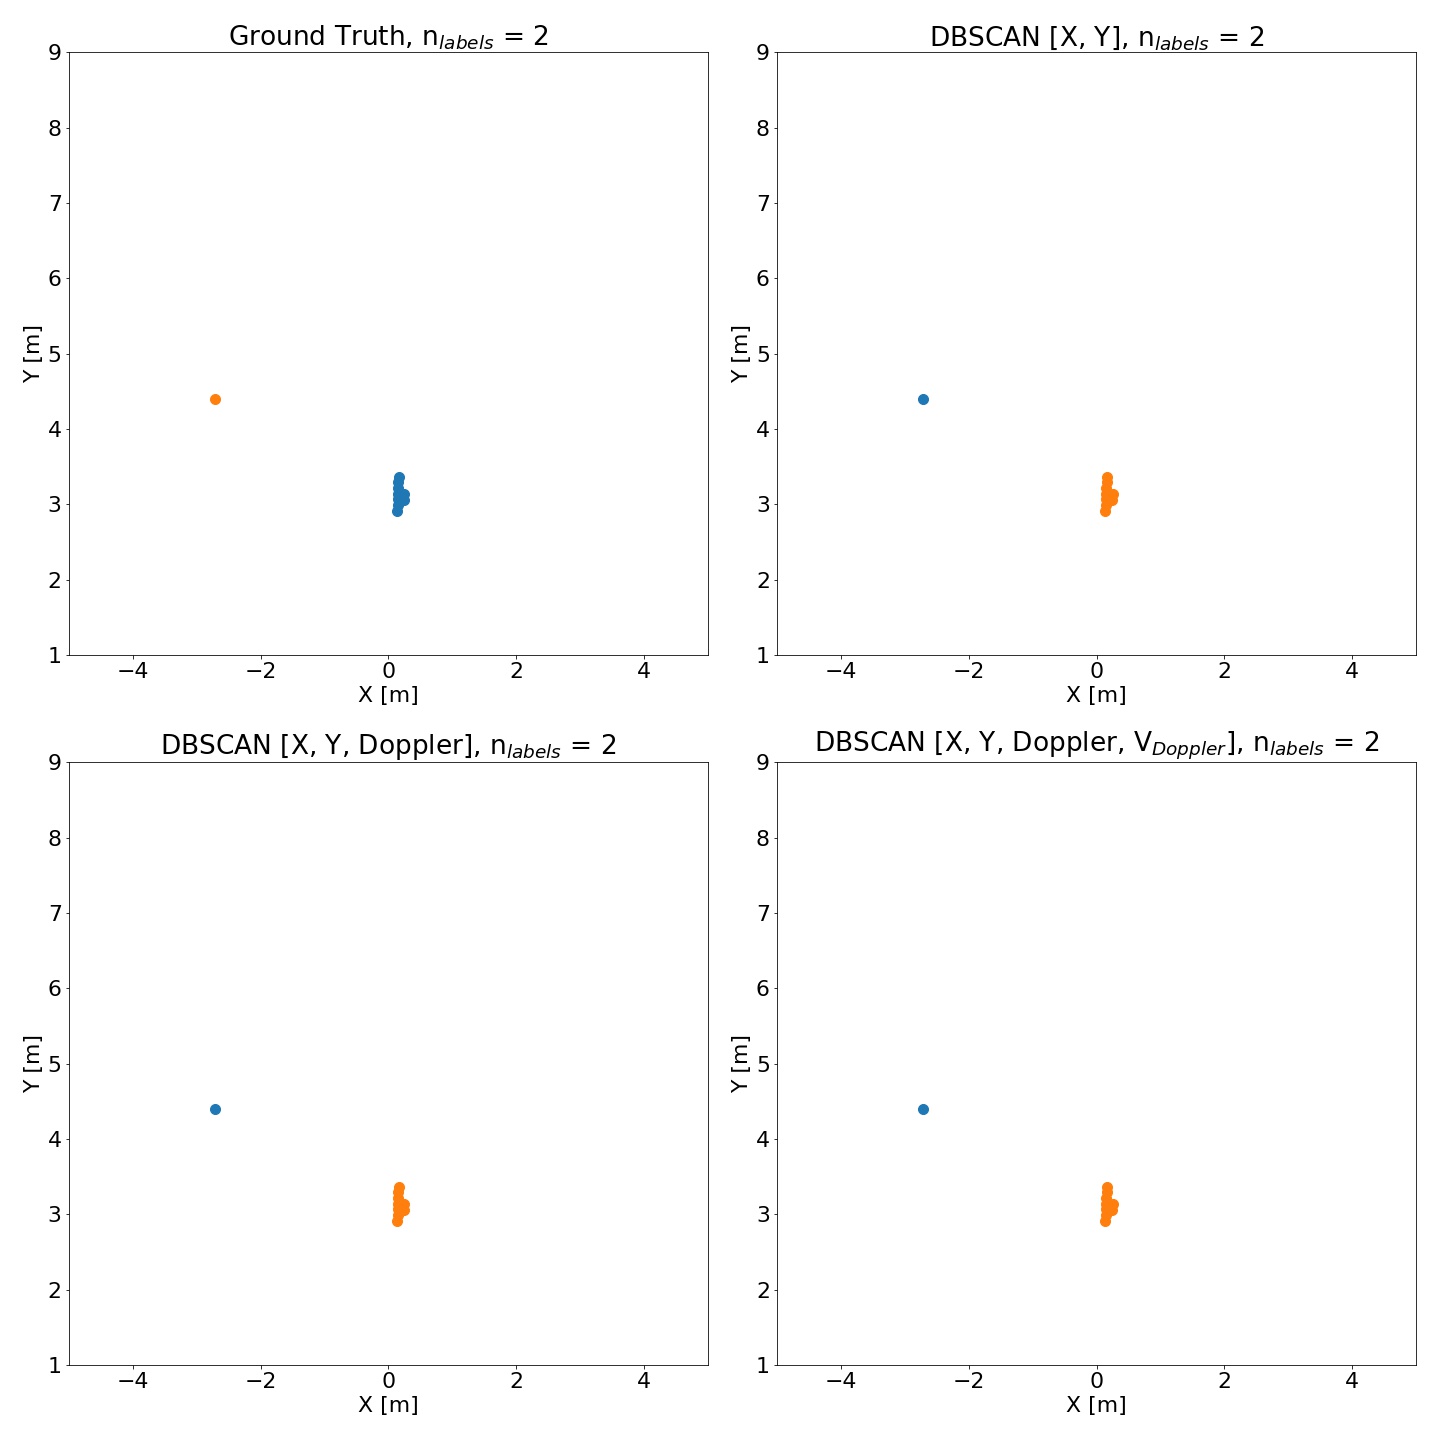 Ground Truth, n_labels = 2
9
8
7
6
5
4
3
2
1
Y [m]
−4 −2 0 2 4
X [m]
DBSCAN [X, Y], n_labels = 2
9
8
7
6
5
4
3
2
1
Y [m]
−4 −2 0 2 4
X [m]
DBSCAN [X, Y, Doppler], n_labels = 2
9
8
7
6
5
4
3
2
1
Y [m]
−4 −2 0 2 4
X [m]
DBSCAN [X, Y, Doppler, V_Doppler], n_labels = 2
9
8
7
6
5
4
3
2
1
Y [m]
−4 −2 0 2 4
X [m]